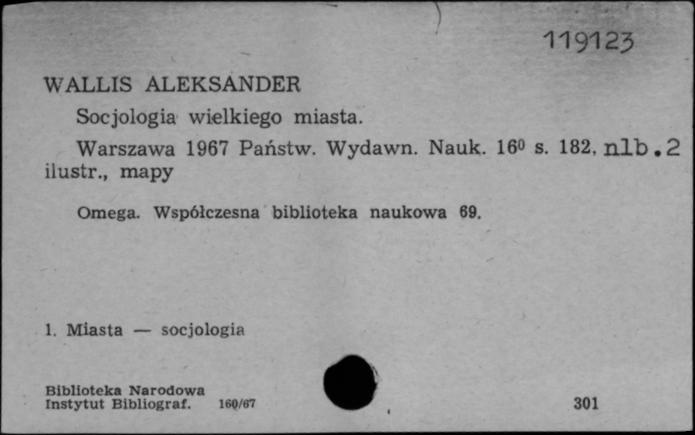 119123
WALLIS ALEKSANDER
Socjologia wielkiego miasta.
Warszawa 1967 Państw. Wydawn. Nauk. 16⁰ s. 182, nlb.2
ilustr., mapy
Omega. Współczesna biblioteka naukowa 69.
1. Miasta — socjologia
Biblioteka Narodowa
Instytut Bibliograf. 160/67
301